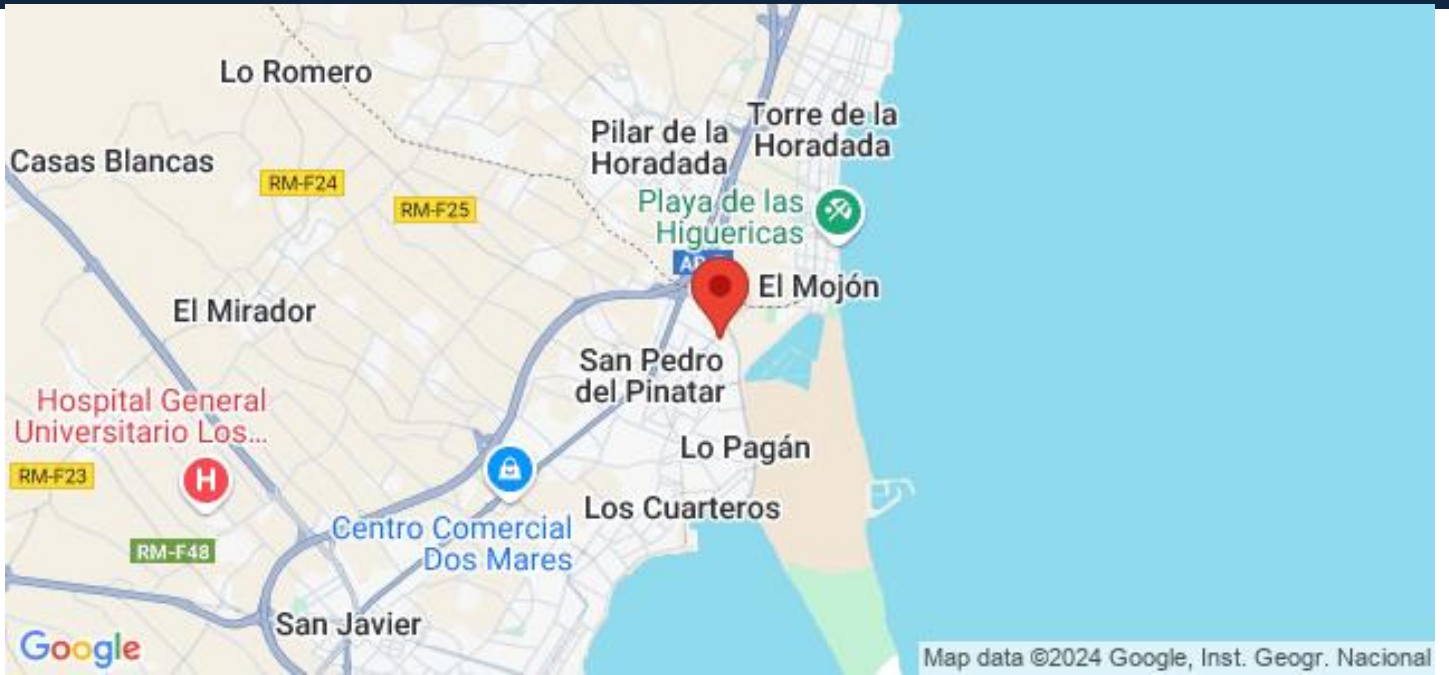 Lo Romero
Torre de la
Horadada
Pilar de la
Horadada
Casas Blancas
RM-F24
RM-F25
Playa de las
Higuericas
El Mojón
El Mirador
San Pedro
del Pinatar
Hospital General
Universitario Los...
Lo Pagán
RM-F23
H
Los Cuarteros
Centro Comercial
Dos Mares
RM-F48
San Javier
Google
Map data ©2024 Google, Inst. Geogr. Nacional